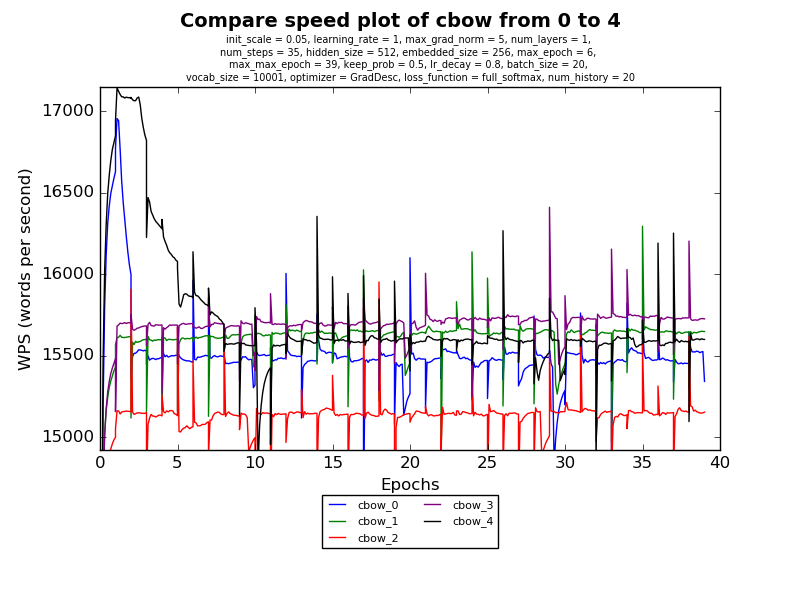 Compare speed plot of cbow from 0 to 4
init_scale = 0.05, learning_rate = 1, max_grad_norm = 5, num_layers = 1,
num_steps = 35, hidden_size = 512, embedded_size = 256, max_epoch = 6,
max_max_epoch = 39, keep_prob = 0.5, lr_decay = 0.8, batch_size = 20,
vocab_size = 10001, optimizer = GradDesc, loss_function = full_softmax, num_history = 20
17000
16500
16000
15500
15000
WPS (words per second)
0 5 10 15 20 25 30 35 40
Epochs
cbow_0 cbow_3
cbow_1 cbow_4
cbow_2